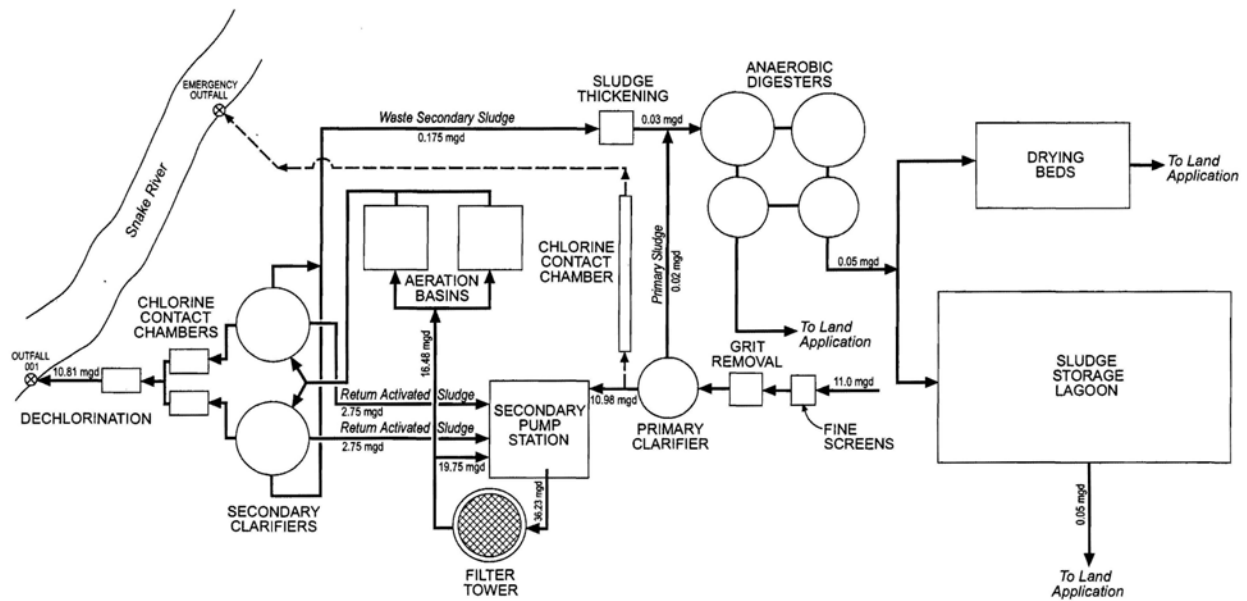 EMERGENCY
OUTFALL
Snake River
OUTFALL
001
10.81 mgd
DECHLORINATION
CHLORINE
CONTACT
CHAMBERS
SECONDARY
CLARIFIERS
Waste Secondary Sludge
0.175 mgd
AERATION
BASINS
16.48 mgd
Return Activated Sludge
2.75 mgd
Return Activated Sludge
2.75 mgd
19.75 mgd
SECONDARY
PUMP
STATION
36.23 mgd
FILTER
TOWER
SLUDGE
THICKENING
0.03 mgd
CHLORINE
CONTACT
CHAMBER
Primary Sludge
0.02 mgd
10.98 mgd
PRIMARY
CLARIFIER
GRIT
REMOVAL
11.0 mgd
FINE
SCREENS
ANAEROBIC
DIGESTERS
To Land
Application
0.05 mgd
DRYING
BEDS
To Land
Application
SLUDGE
STORAGE
LAGOON
0.05 mgd
To Land
Application